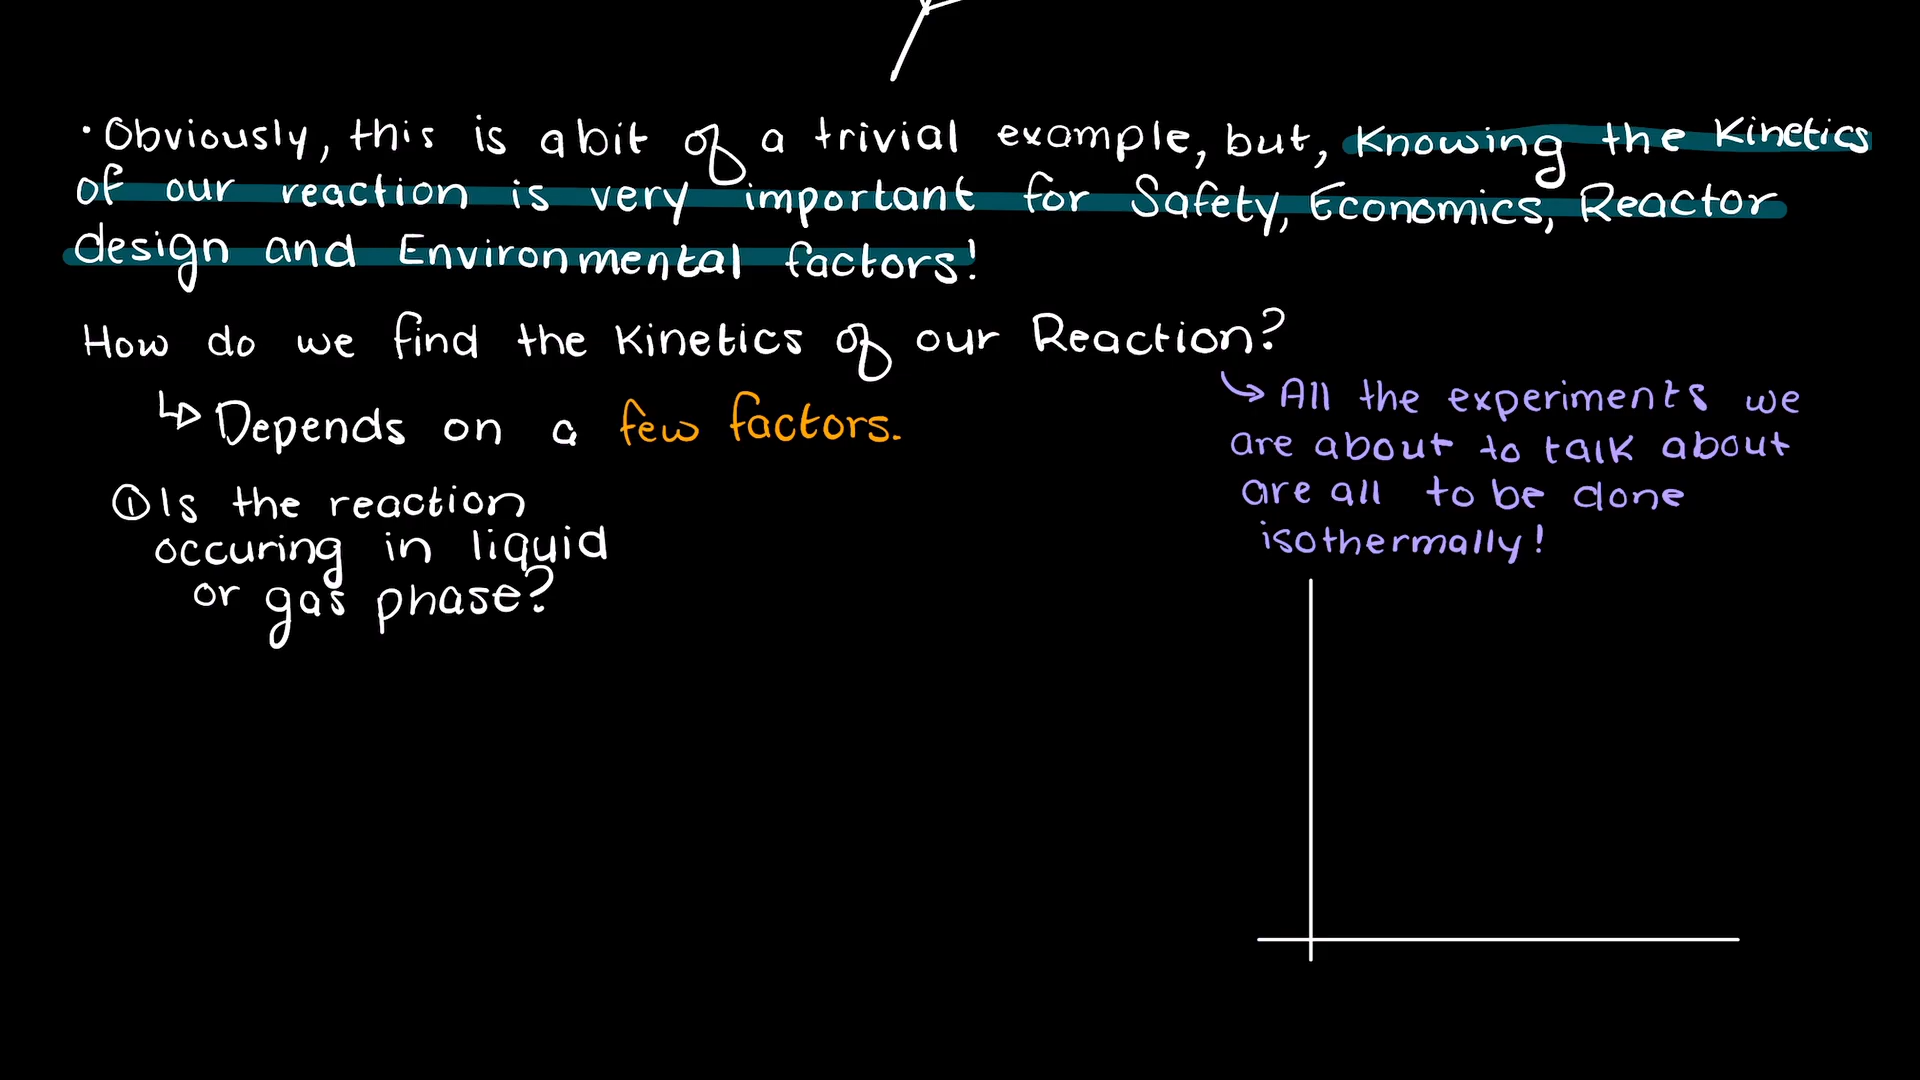 · Obviously, this is a bit of a trivial example, but, Knowing the Kinetics
of our reaction is very important for Safety, Economics, Reactor
design and Environmental factors!
How do we find the Kinetics of our Reaction?
↳ Depends on a few factors.
① Is the reaction
occuring in liquid
or gas phase?
↳ All the experiments we
are about to talk about
are all to be done
isothermally!